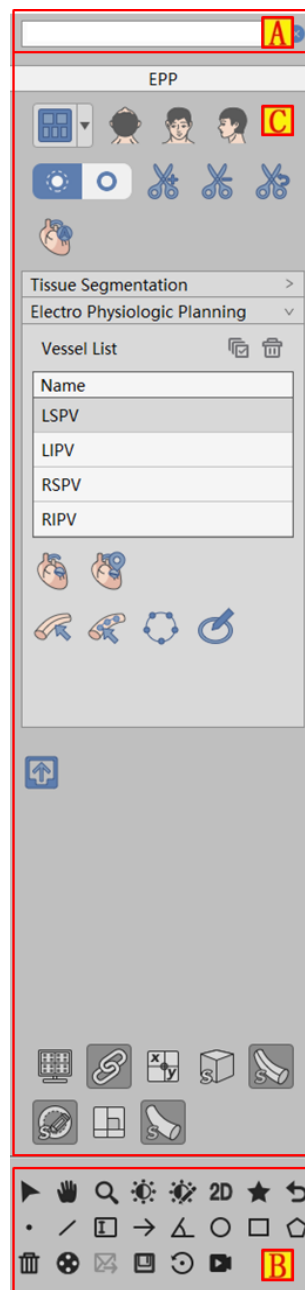 A
EPP
C
Tissue Segmentation >
Electro Physiologic Planning
Vessel List
Name
LSPV
LIPV
RSPV
RIPV
x
y
S
S
S
S
2D
I
B